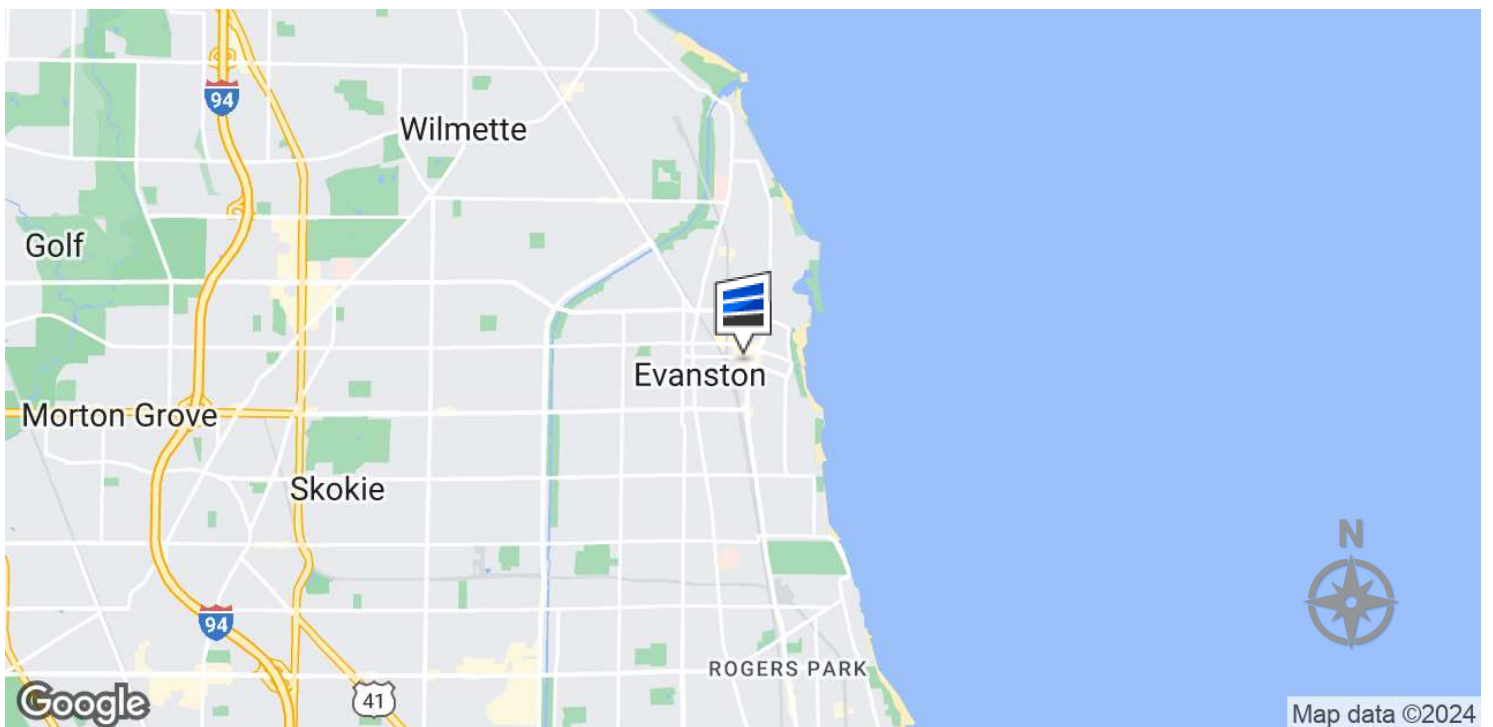 94
Wilmette
Golf
Evanston
Morton Grove
Skokie
N
94
ROGERS PARK
41
Google
Map data ©2024